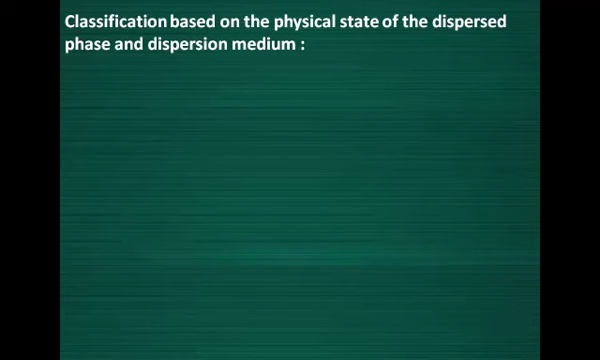 Classification based on the physical state of the dispersed
phase and dispersion medium :